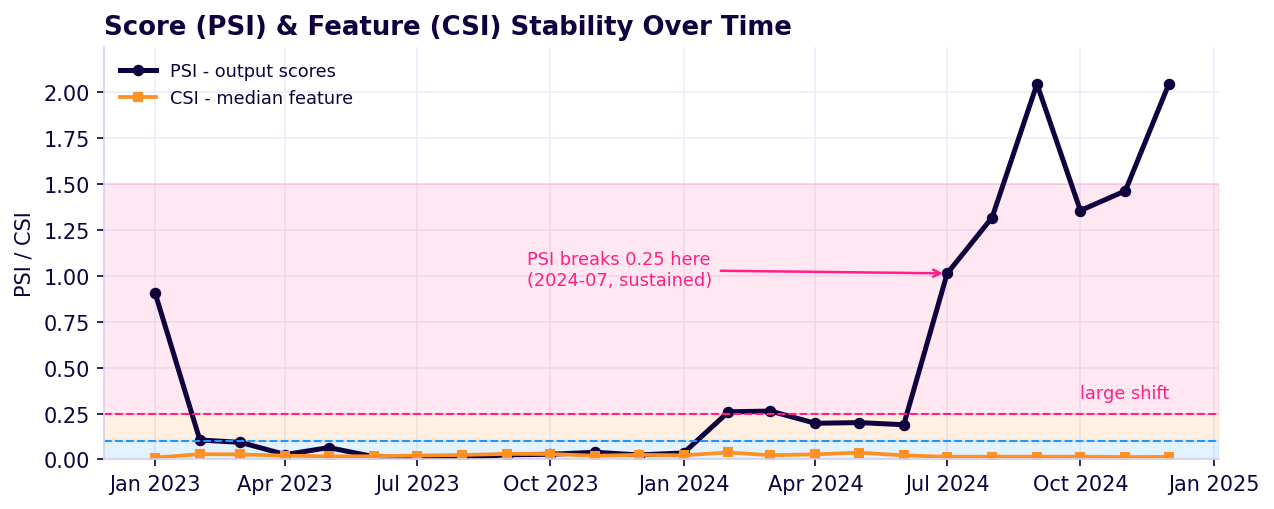 Score (PSI) & Feature (CSI) Stability Over Time
PSI - output scores
CSI - median feature
PSI / CSI
2.00
1.75
1.50
1.25
1.00
0.75
0.50
0.25
0.00
PSI breaks 0.25 here
(2024-07, sustained)
large shift
Jan 2023
Apr 2023
Jul 2023
Oct 2023
Jan 2024
Apr 2024
Jul 2024
Oct 2024
Jan 2025